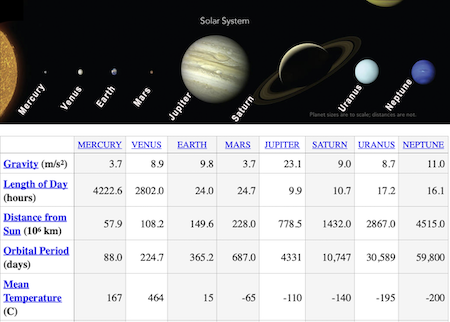 Solar System
Mercury
Venus
Earth
Mars
Jupiter
Saturn
Uranus
Neptune
Planet sizes are to scale; distances are not.
MERCURY VENUS EARTH MARS JUPITER SATURN URANUS NEPTUNE
Gravity (m/s²) 3.7 8.9 9.8 3.7 23.1 9.0 8.7 11.0
Length of Day
(hours) 4222.6 2802.0 24.0 24.7 9.9 10.7 17.2 16.1
Distance from
Sun (10⁶ km) 57.9 108.2 149.6 228.0 778.5 1432.0 2867.0 4515.0
Orbital Period
(days) 88.0 224.7 365.2 687.0 4331 10,747 30,589 59,800
Mean
Temperature
(C) 167 464 15 -65 -110 -140 -195 -200